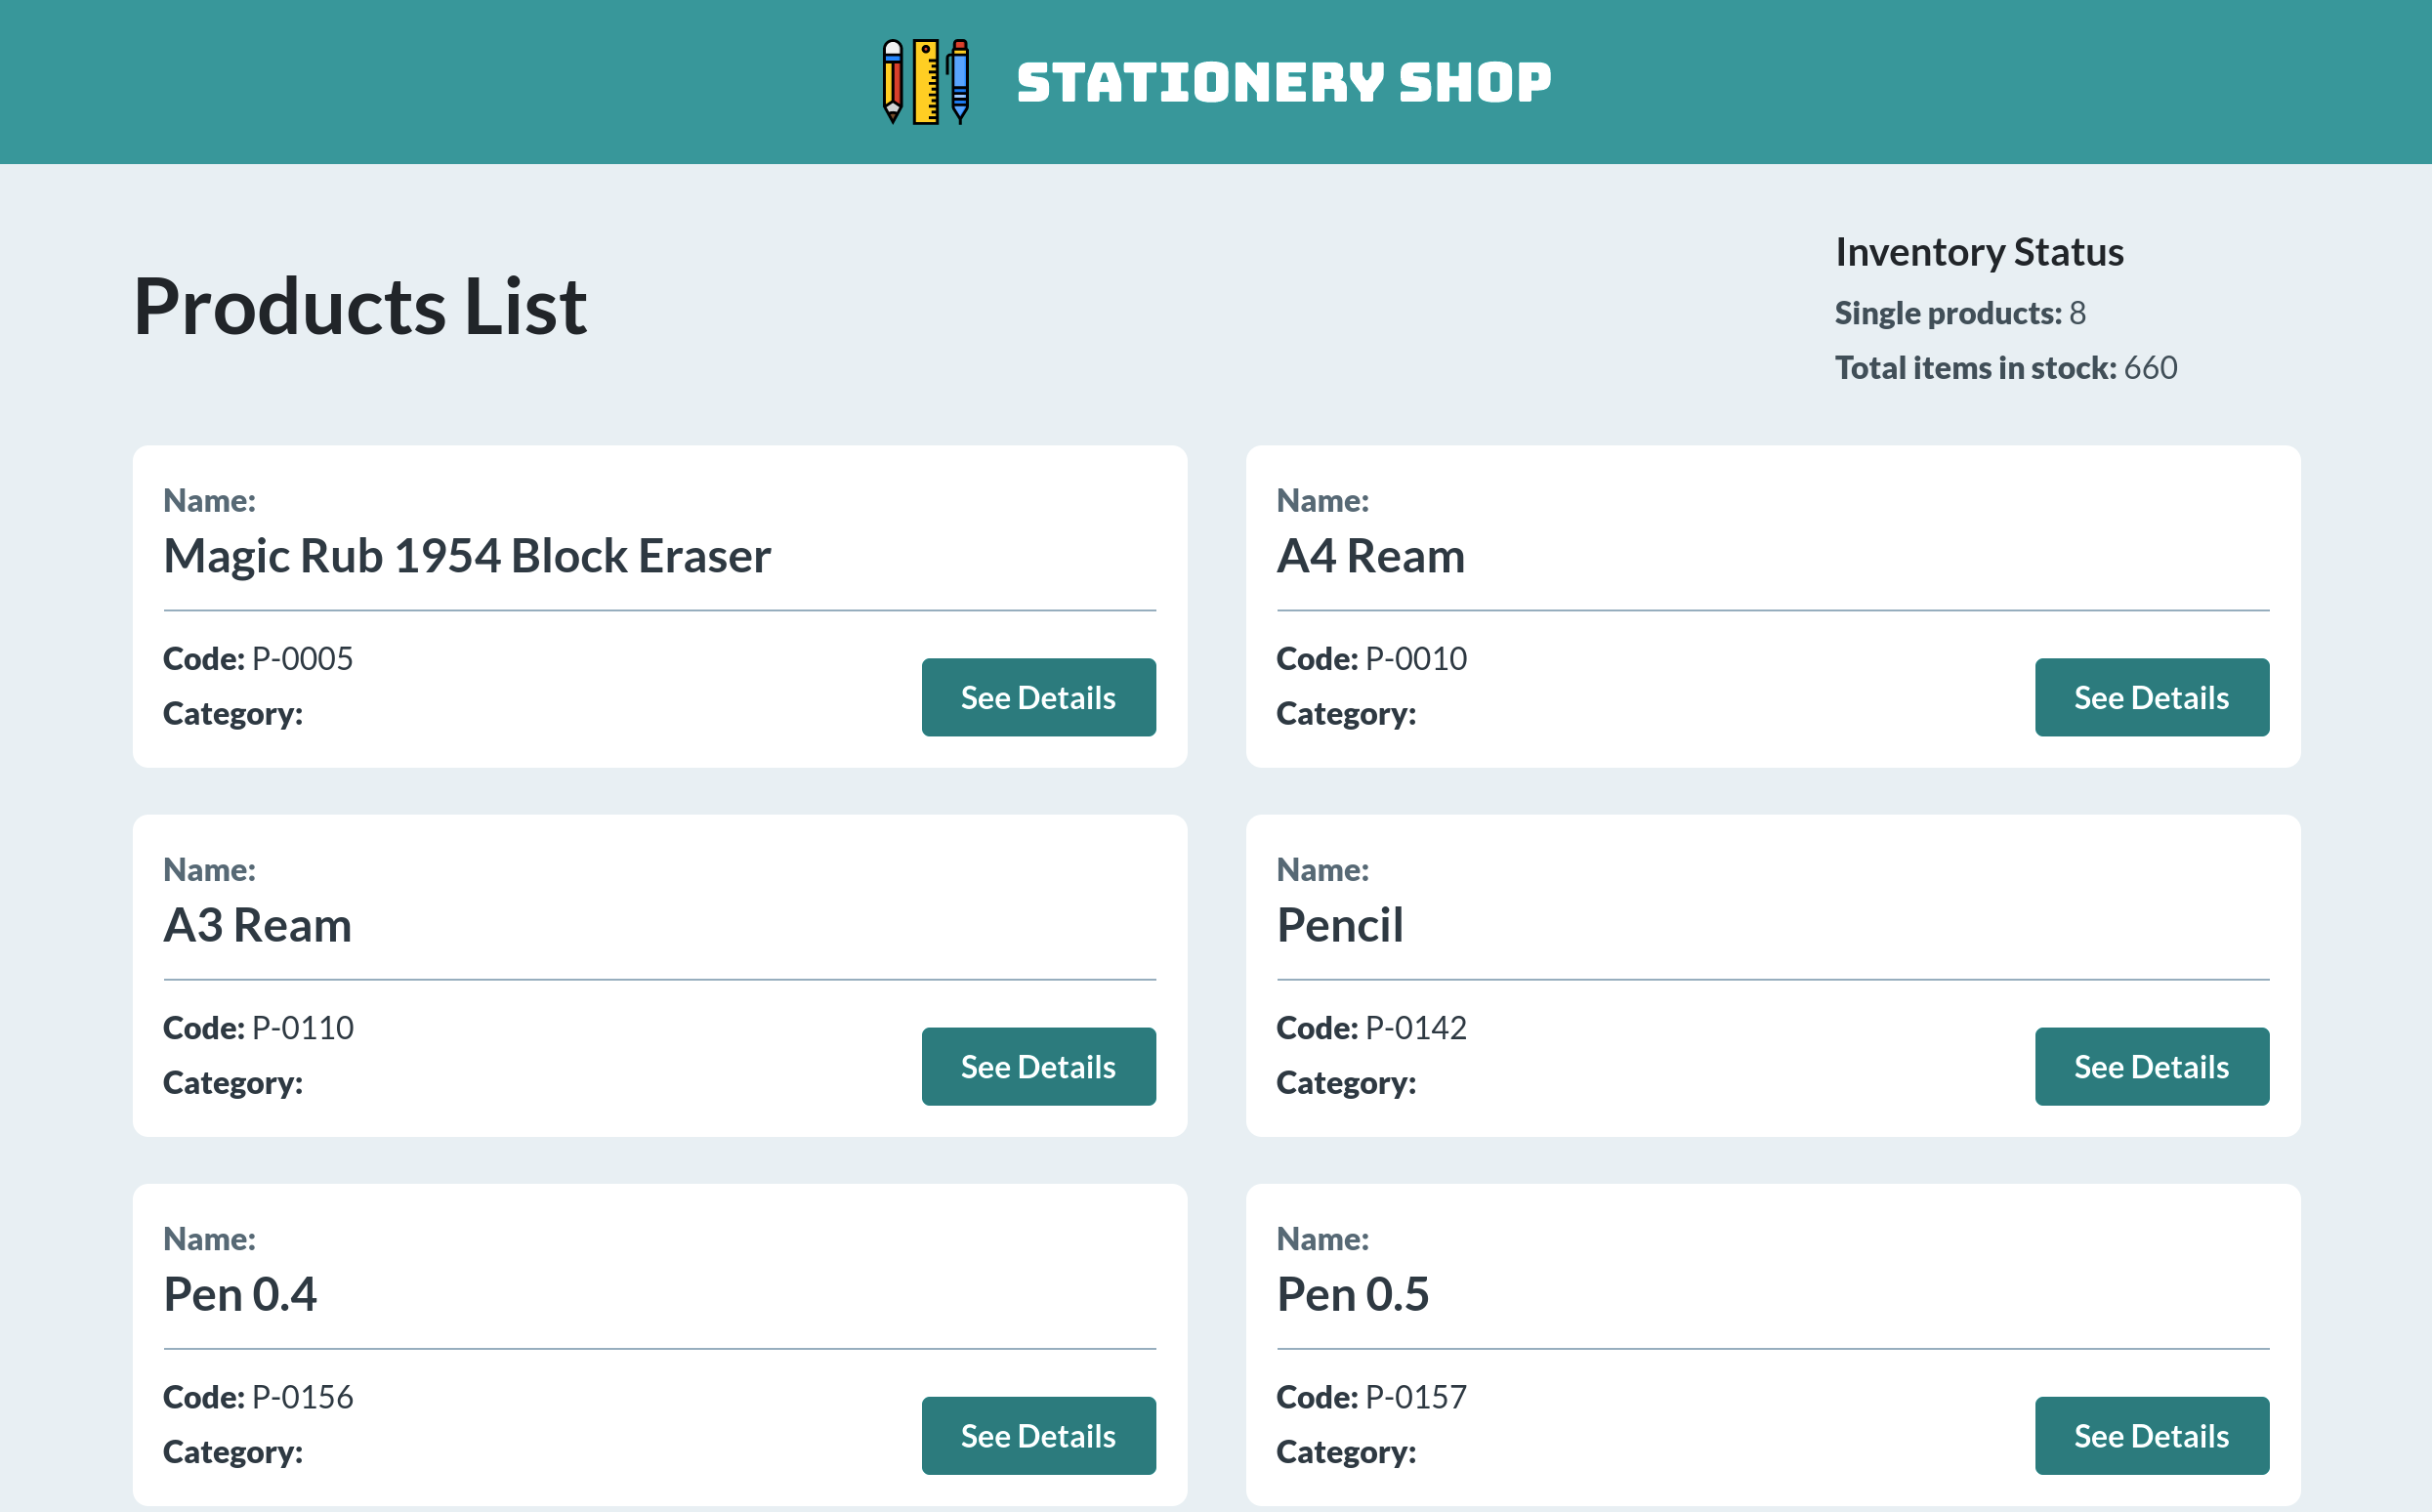 STATIONERY SHOP
Products List
Inventory Status
Single products: 8
Total items in stock: 660
Name:
Magic Rub 1954 Block Eraser
Code: P-0005
Category:
See Details
Name:
A4 Ream
Code: P-0010
Category:
See Details
Name:
A3 Ream
Code: P-0110
Category:
See Details
Name:
Pencil
Code: P-0142
Category:
See Details
Name:
Pen 0.4
Code: P-0156
Category:
See Details
Name:
Pen 0.5
Code: P-0157
Category:
See Details